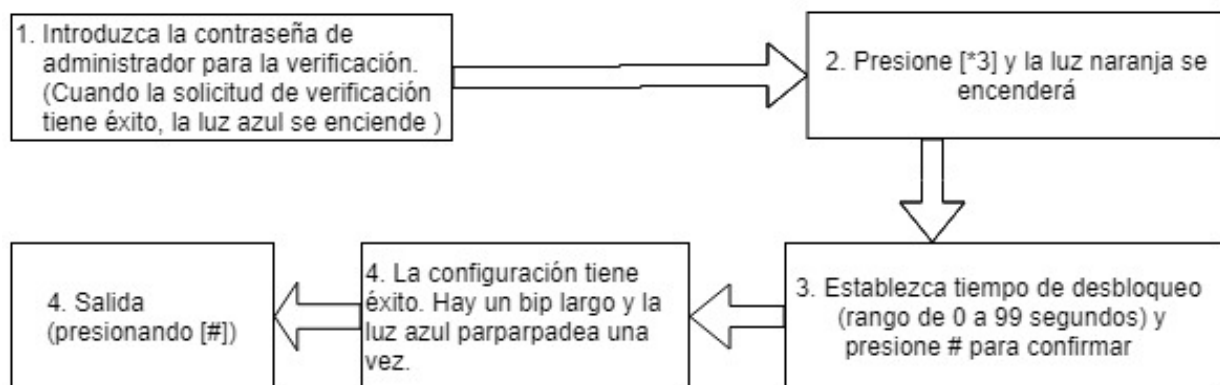 1. Introduzca la contraseña de
administrador para la verificación.
(Cuando la solicitud de verificación
tiene éxito, la luz azul se enciende )
2. Presione [*3] y la luz naranja se
encenderá
3. Establezca tiempo de desbloqueo
(rango de 0 a 99 segundos) y
presione # para confirmar
4. La configuración tiene
éxito. Hay un bip largo y la
luz azul parparpadea una
vez.
4. Salida
(presionando [#])